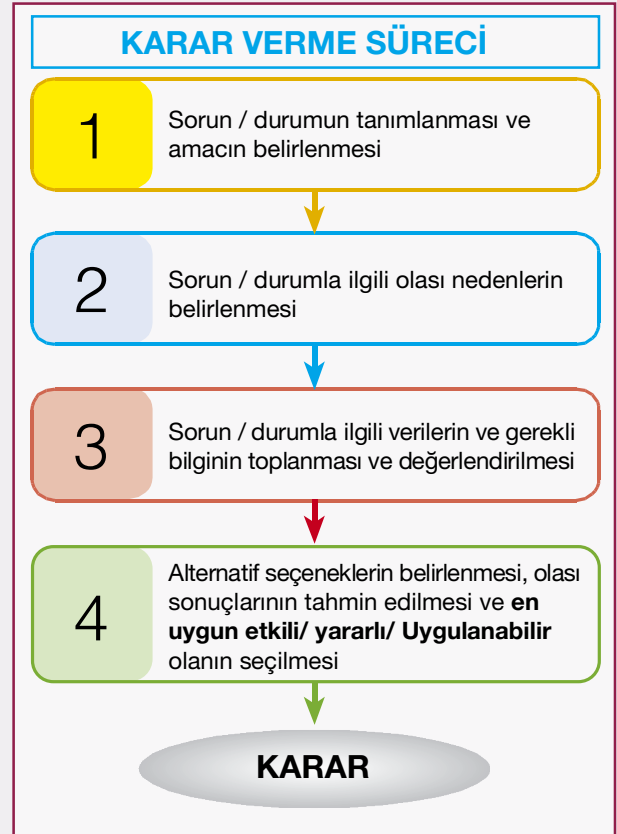 KARAR VERME SÜRECİ
1
Sorun / durumun tanımlanması ve
amacın belirlenmesi
2
Sorun / durumla ilgili olası nedenlerin
belirlenmesi
3
Sorun / durumla ilgili verilerin ve gerekli
bilginin toplanması ve değerlendirilmesi
4
Alternatif seçeneklerin belirlenmesi, olası
sonuçlarının tahmin edilmesi ve en
uygun etkili/ yararlı/ Uygulanabilir
olanın seçilmesi
KARAR